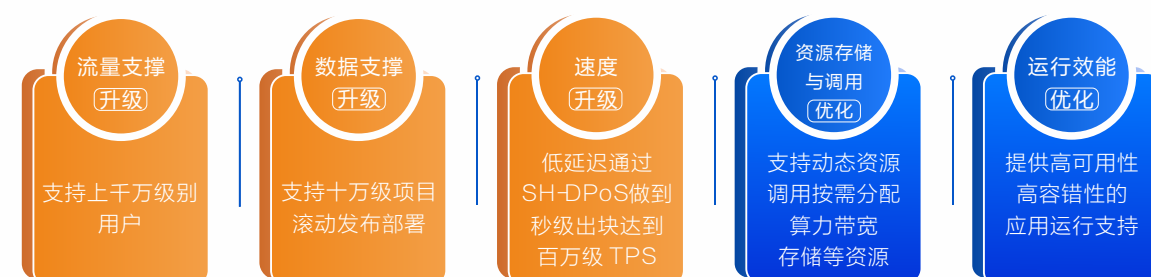 流量支撑
升级
支持上千万级别
用户
数据支撑
升级
支持十万级项目
滚动发布部署
速度
升级
低延迟通过
SH-DPoS做到
秒级出块达到
百万级 TPS
资源存储
与调用
优化
支持动态资源
调用按需分配
算力带宽
存储等资源
运行效能
优化
提供高可用性
高容错性的
应用运行支持